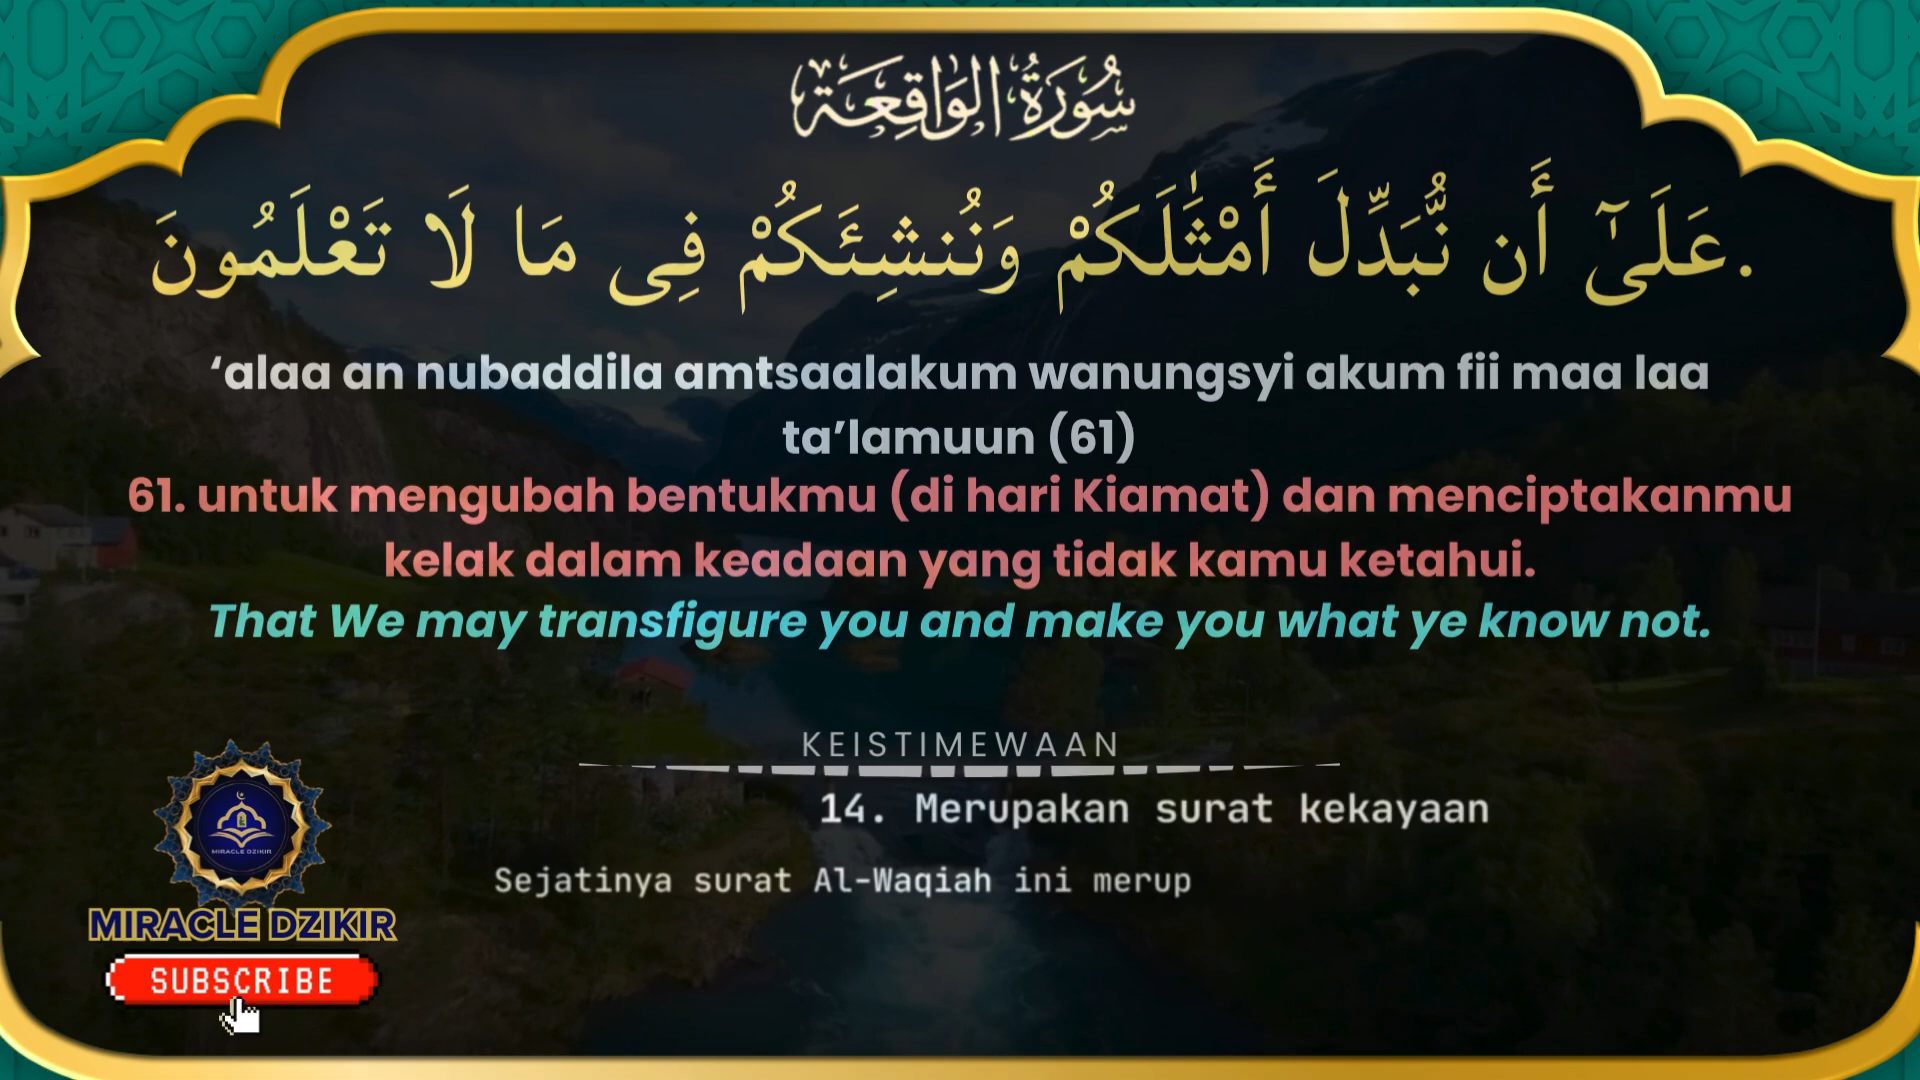 سُورَةُ الوَاقِعَة
عَلَىٰٓ أَن نُّبَدِّلَ أَمْثَٰلَكُمْ وَنُنشِئَكُمْ فِى مَا لَا تَعْلَمُونَ.
‘alaa an nubaddila amtsaalakum wanungsyi akum fii maa laa
ta’lamuun (61)
61. untuk mengubah bentukmu (di hari Kiamat) dan menciptakanmu
kelak dalam keadaan yang tidak kamu ketahui.
That We may transfigure you and make you what ye know not.
KEISTIMEWAAN
14. Merupakan surat kekayaan
Sejatinya surat Al-Waqiah ini merup
MIRACLE DZIKIR
MIRACLE DZIKIR
SUBSCRIBE